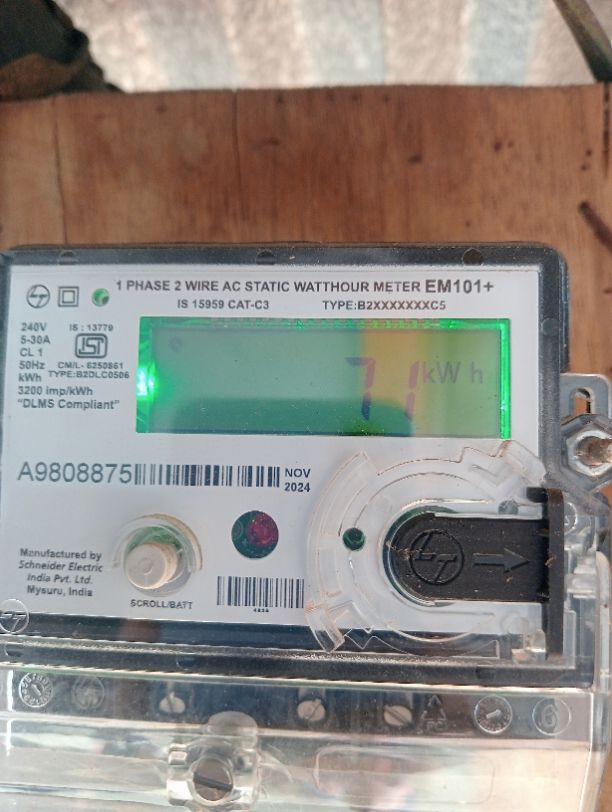 1 PHASE 2 WIRE AC STATIC WATTHOUR METER EM101+
IS 15959 CAT-C3 TYPE:B2XXXXXXXC5
240V IS : 13779
5-30A
CL 1
50Hz CM/L- 6250861
kWh TYPE:B2DLC0506
3200 imp/kWh
"DLMS Compliant"
71 kWh
A9808875
NOV
2024
Manufactured by
Schneider Electric
India Pvt. Ltd.
Mysuru, India
SCROLL/BATT
LT